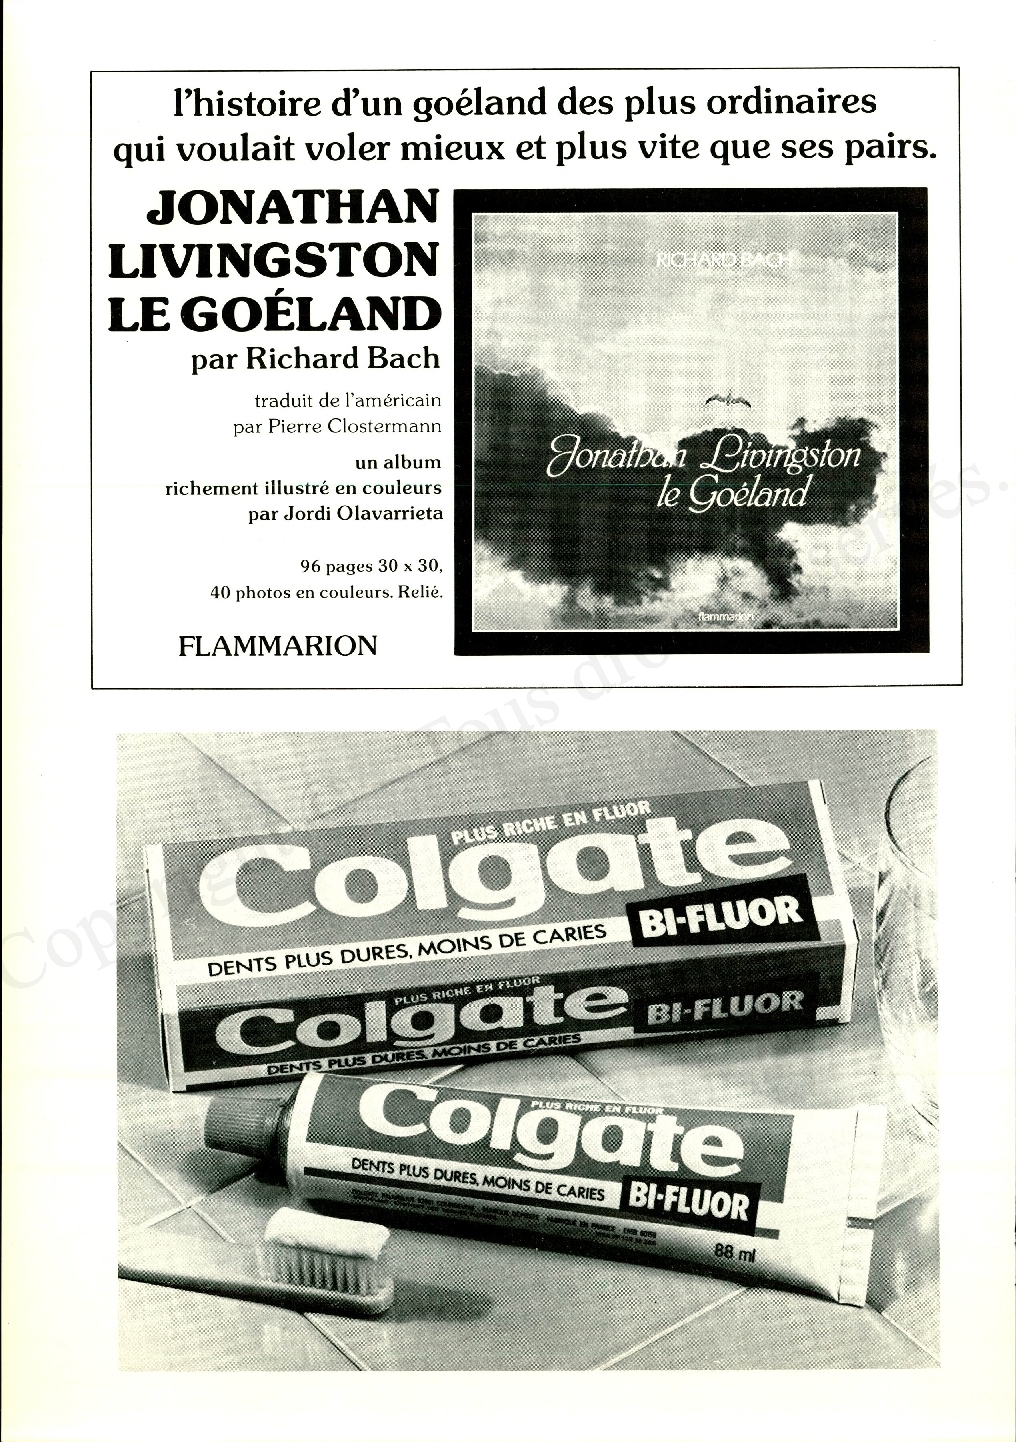 l'histoire d'un goéland des plus ordinaires
qui voulait voler mieux et plus vite que ses pairs.
JONATHAN
LIVINGSTON
LE GOÉLAND
par Richard Bach
traduit de l'américain
par Pierre Clostermann
un album
richement illustré en couleurs
par Jordi Olavarrieta
96 pages 30 x 30,
40 photos en couleurs. Relié.
FLAMMARION
RICHARD BACH
Jonathan Livingston
le Goéland
flammarion
PLUS RICHE EN FLUOR
Colgate
BI-FLUOR
DENTS PLUS DURES, MOINS DE CARIES
PLUS RICHE EN FLUOR
Colgate
BI-FLUOR
DENTS PLUS DURES, MOINS DE CARIES
PLUS RICHE EN FLUOR
Colgate
DENTS PLUS DURES, MOINS DE CARIES
BI-FLUOR
88 ml